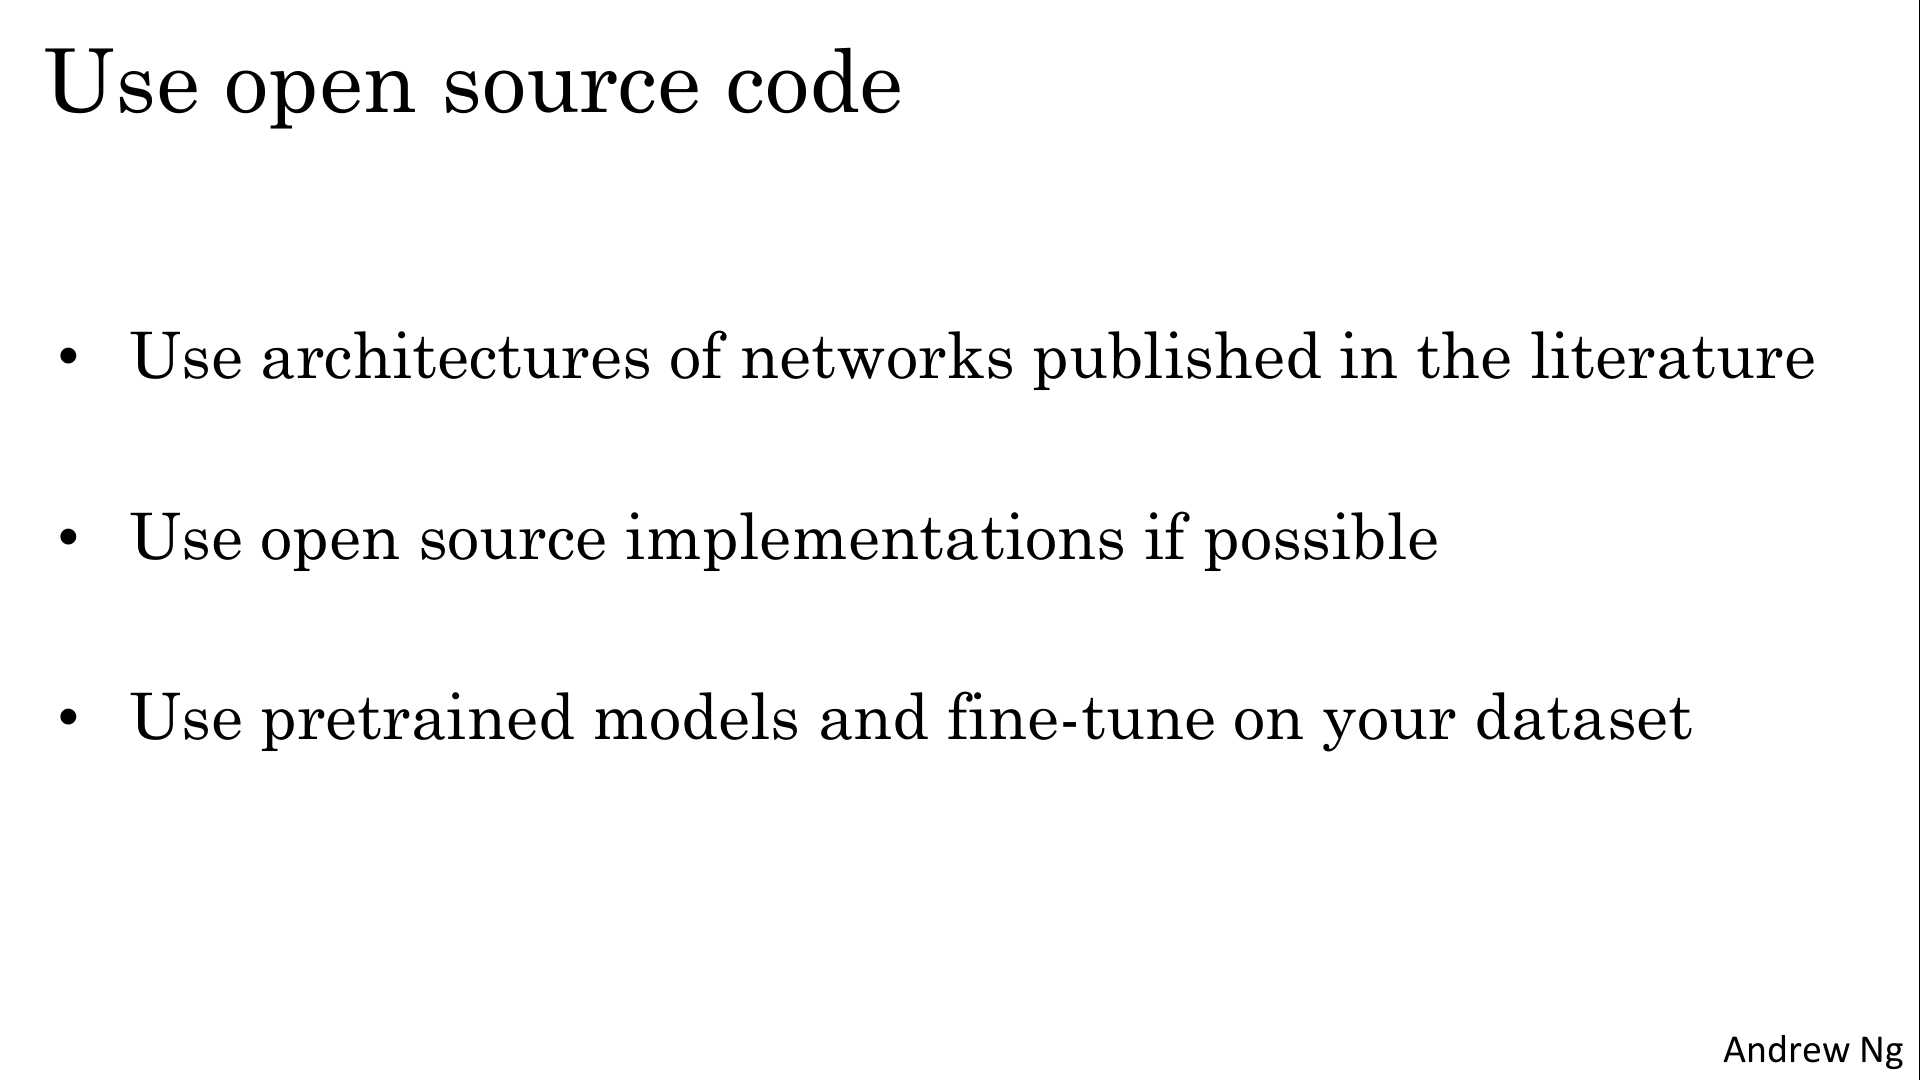 Use open source code
• Use architectures of networks published in the literature
• Use open source implementations if possible
• Use pretrained models and fine-tune on your dataset
Andrew Ng